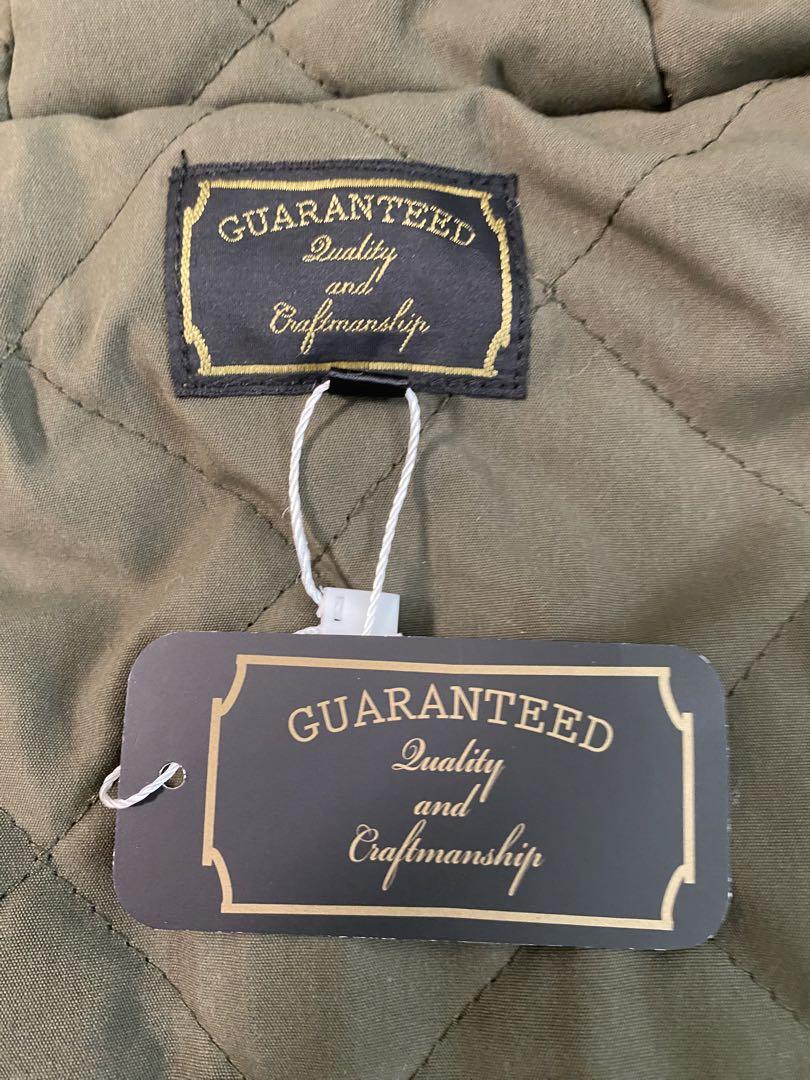 GUARANTEED
Quality
and
Craftmanship
GUARANTEED
Quality
and
Craftmanship